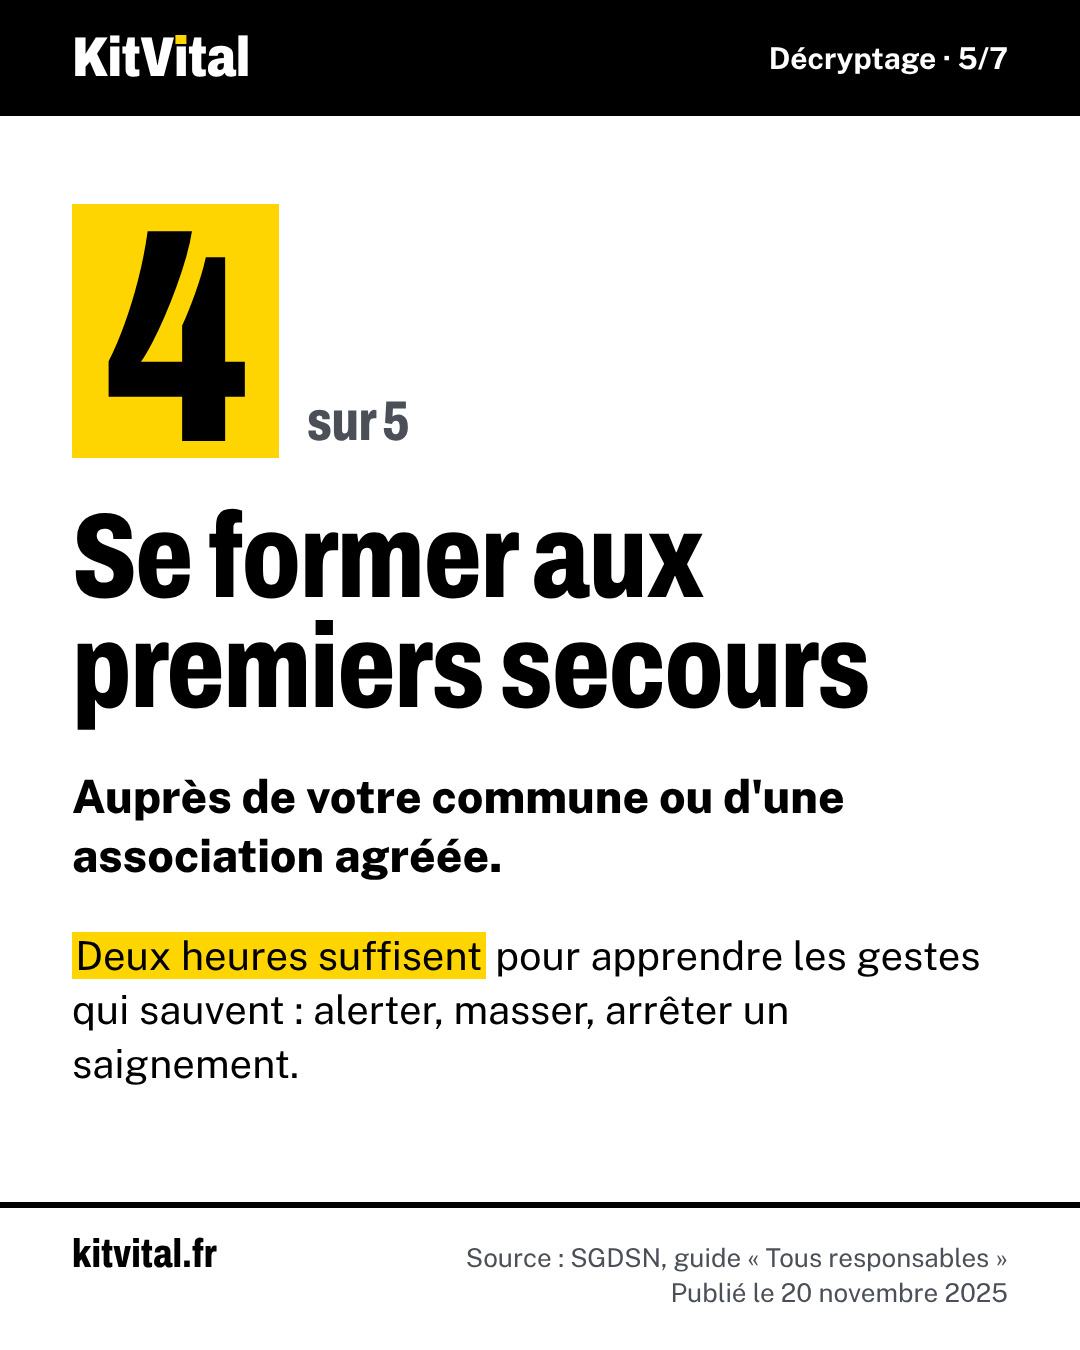 KitVital
Décryptage · 5/7
4
sur 5
Se former aux
premiers secours
Auprès de votre commune ou d'une
association agréée.
Deux heures suffisent pour apprendre les gestes
qui sauvent : alerter, masser, arrêter un
saignement.
kitvital.fr
Source : SGDSN, guide « Tous responsables »
Publié le 20 novembre 2025